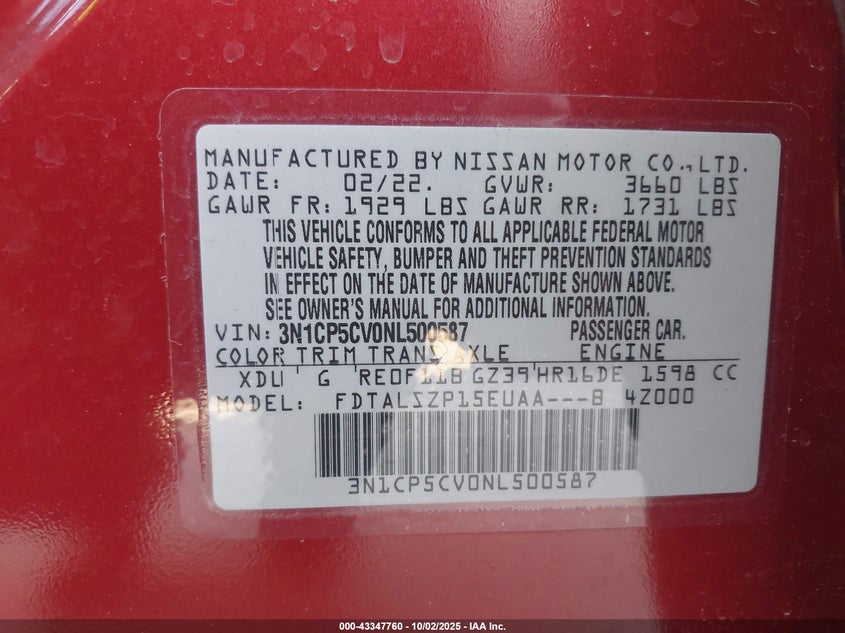 MANUFACTURED BY NISSAN MOTOR CO., LTD.
DATE: 02/22. GVWR: 3660 LBS
GAWR FR: 1929 LBS GAWR RR: 1731 LBS
THIS VEHICLE CONFORMS TO ALL APPLICABLE FEDERAL MOTOR
VEHICLE SAFETY, BUMPER AND THEFT PREVENTION STANDARDS
IN EFFECT ON THE DATE OF MANUFACTURE SHOWN ABOVE.
SEE OWNER'S MANUAL FOR ADDITIONAL INFORMATION.
VIN: 3N1CP5CV0NL500587 PASSENGER CAR.
COLOR TRIM TRANSAXLE ENGINE
XDU G RE0F11B GZ39 HR16DE 1598 CC
MODEL: FDTALSZP15EUAA---B 4Z000
3N1CP5CV0NL500587
000-43347760 - 10/02/2025 - IAA Inc.